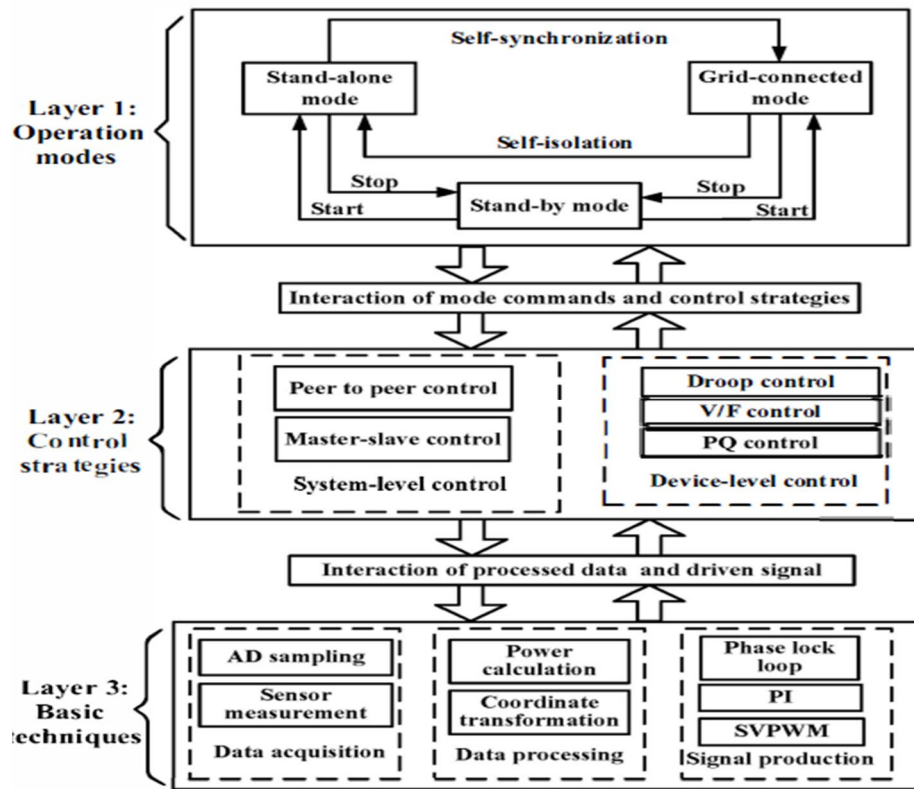 Layer 1:
Operation
modes
Self-synchronization
Stand-alone
mode
Grid-connected
mode
Self-isolation
Stop
Stop
Start
Stand-by mode
Start
Interaction of mode commands and control strategies
Layer 2:
Control
strategies
Peer to peer control
Master-slave control
System-level control
Droop control
V/F control
PQ control
Device-level control
Interaction of processed data and driven signal
Layer 3:
Basic
techniques
AD sampling
Sensor
measurement
Data acquisition
Power
calculation
Coordinate
transformation
Data processing
Phase lock
loop
PI
SVPWM
Signal production